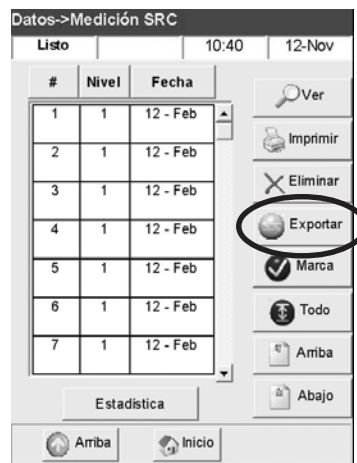 Datos->Medición SRC
Listo 10:40 12-Nov
# Nivel Fecha
1 1 12 - Feb
2 1 12 - Feb
3 1 12 - Feb
4 1 12 - Feb
5 1 12 - Feb
6 1 12 - Feb
7 1 12 - Feb
Ver
Imprimir
Eliminar
Exportar
Marca
Todo
Arriba
Abajo
Estadística
Arriba
Inicio